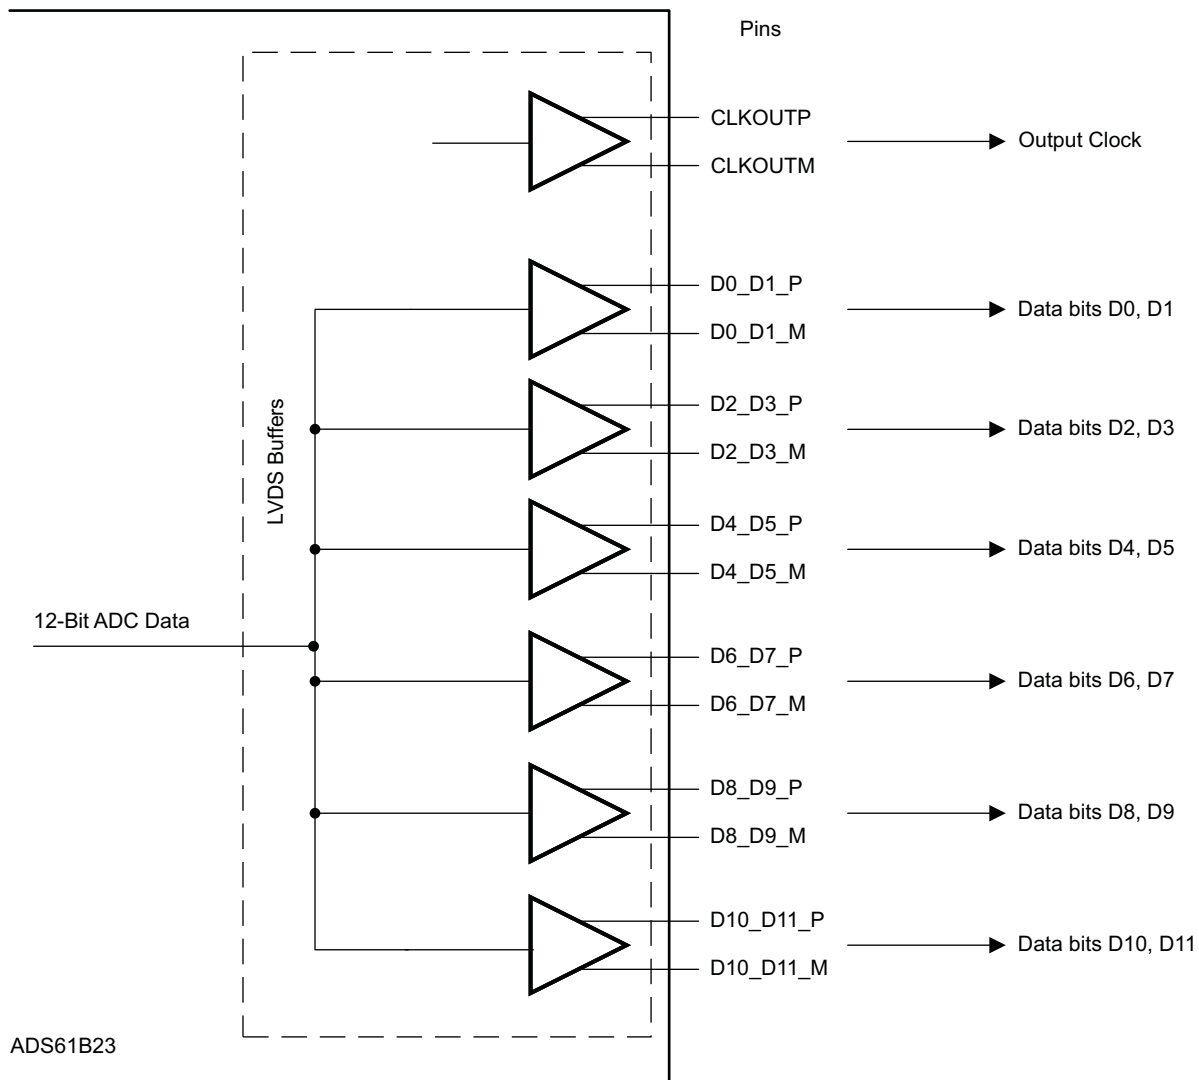 Pins
CLKOUTP
CLKOUTM
Output Clock
D0_D1_P
D0_D1_M
Data bits D0, D1
D2_D3_P
D2_D3_M
Data bits D2, D3
LVDS Buffers
D4_D5_P
D4_D5_M
Data bits D4, D5
12-Bit ADC Data
D6_D7_P
D6_D7_M
Data bits D6, D7
D8_D9_P
D8_D9_M
Data bits D8, D9
D10_D11_P
D10_D11_M
Data bits D10, D11
ADS61B23